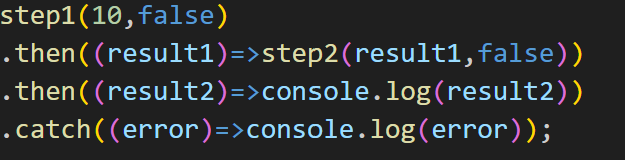 step1(10,false)
.then((result1)=>step2(result1,false))
.then((result2)=>console.log(result2))
.catch((error)=>console.log(error));